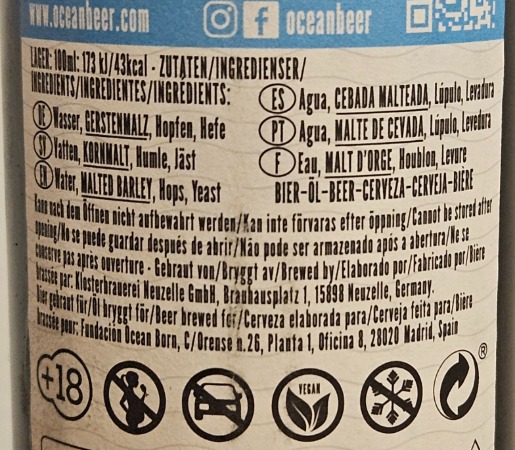 www.oceanbeer.com
oceanbeer
LAGER: 100ml: 173 kJ/43kcal - ZUTATEN/INGREDIENSER/
INGREDIENTS/INGREDIENTES/INGRÉDIENTS:
DE Wasser, GERSTENMALZ, Hopfen, Hefe
SV Vatten, KORNMALT, Humle, Jäst
EN Water, MALTED BARLEY, Hops, Yeast
ES Agua, CEBADA MALTEADA, Lúpulo, Levadura
PT Agua, MALTE DE CEVADA, Lúpulo, Levedura
F Eau, MALT D'ORGE, Houblon, Levure
BIER-ÖL-BEER-CERVEZA-CERVEJA-BIÈRE
Kann nach dem Öffnen nicht aufbewahrt werden/Kan inte förvaras efter öppning/Cannot be stored after
opening/No se puede guardar después de abrir/Não pode ser armazenado após a abertura/Ne se
conserve pas après ouverture - Gebraut von/Bryggt av/Brewed by/Elaborado por/Fabricado por/Bière
brassée par: Klosterbrauerei Neuzelle GmbH, Brauhausplatz 1, 15898 Neuzelle, Germany.
Bier gebraut für/Öl bryggt för/Beer brewed for/Cerveza elaborada para/Cerveja feita para/Bière
brassée pour: Fundación Ocean Born, C/Orense n.26, Planta 1, Oficina 8, 28020 Madrid, Spain
+18
VEGAN
®